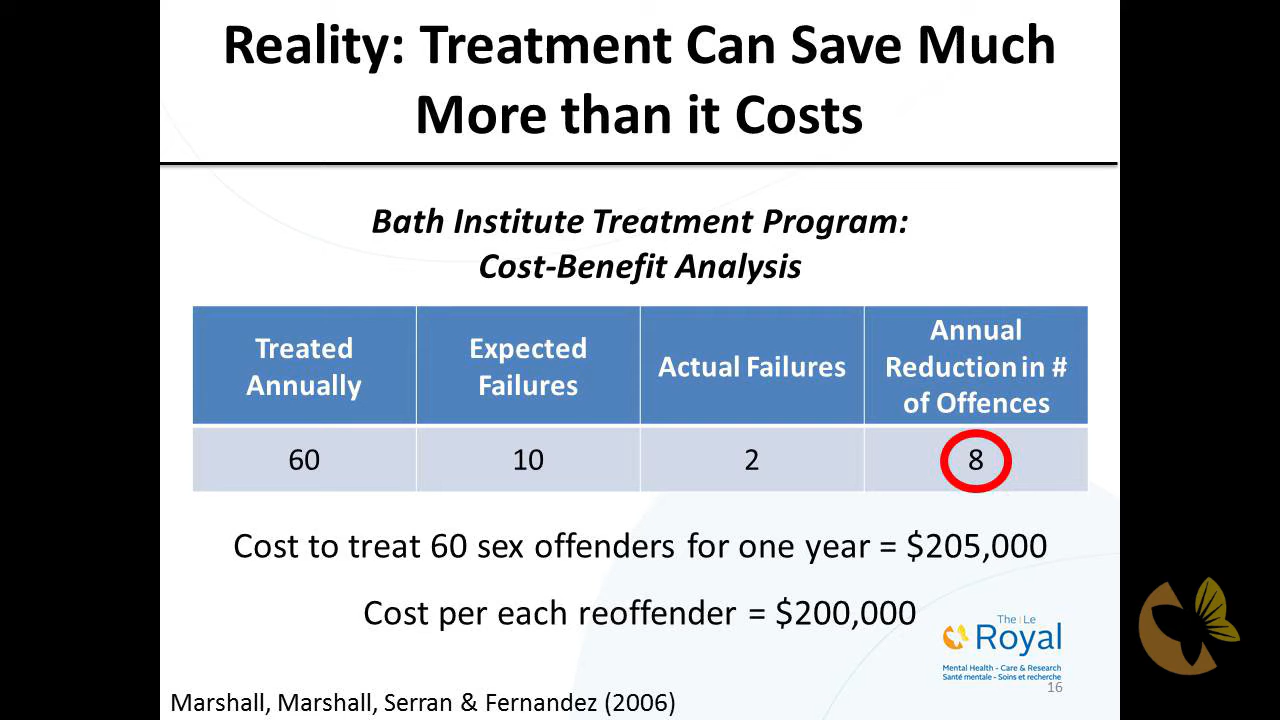 Reality: Treatment Can Save Much
More than it Costs
Bath Institute Treatment Program:
Cost-Benefit Analysis
Treated
Annually
Expected
Failures
Actual Failures
Annual
Reduction in #
of Offences
60
10
2
8
Cost to treat 60 sex offenders for one year = $205,000
Cost per each reoffender = $200,000
The | Le
Royal
Mental Health - Care & Research
Santé mentale - Soins et recherche
16
Marshall, Marshall, Serran & Fernandez (2006)